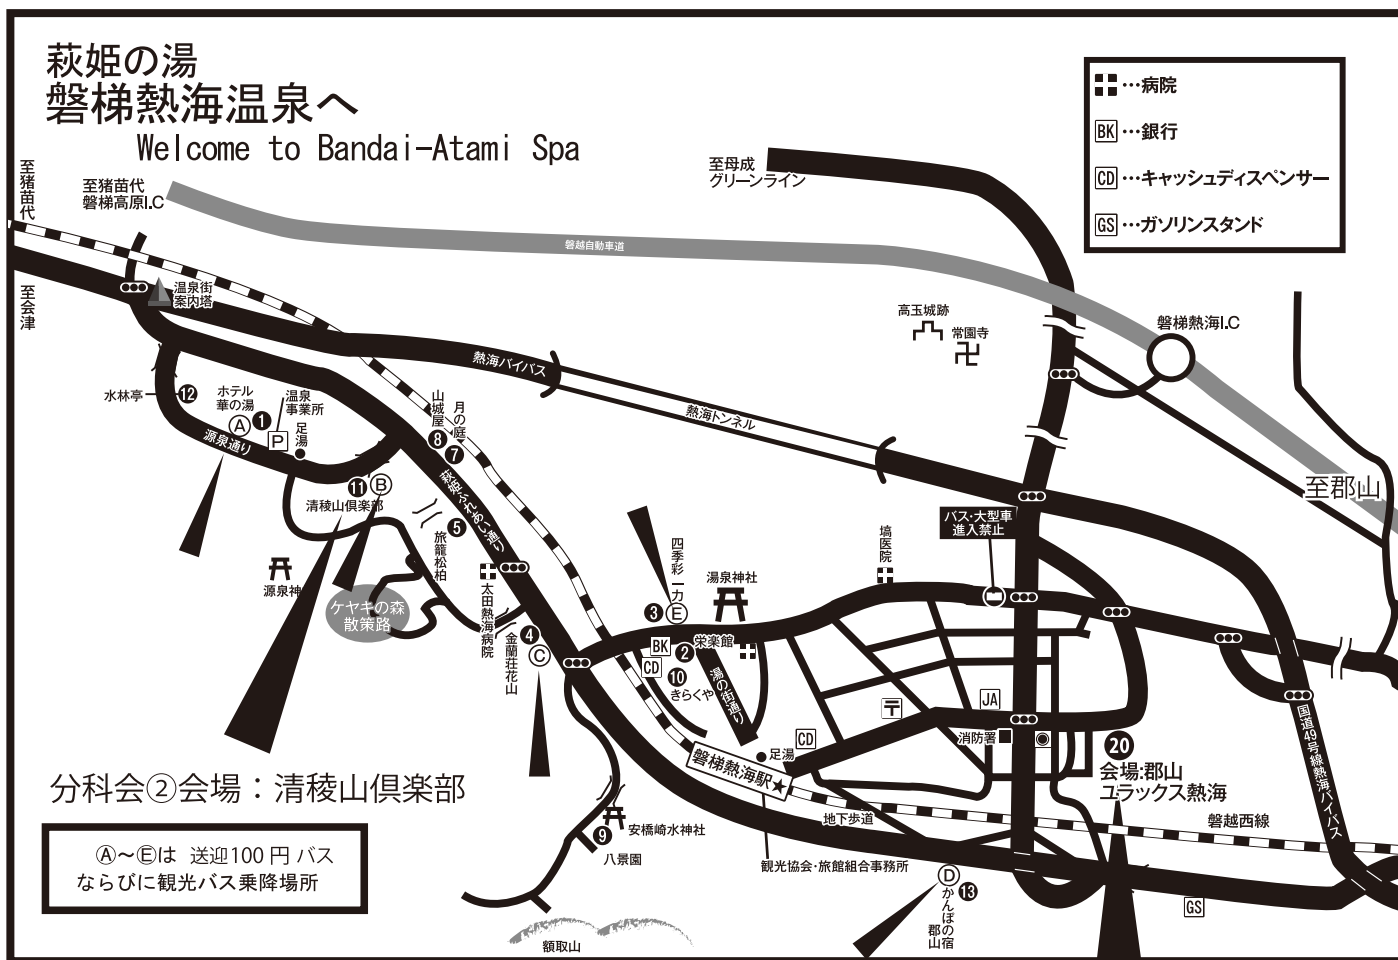 萩姫の湯
磐梯熱海温泉へ
Welcome to Bandai-Atami Spa
…病院
BK…銀行
CD…キャッシュディスペンサー
GS…ガソリンスタンド
至猪苗代
至猪苗代
磐梯高原I.C
至母成
グリーンライン
磐越自動車道
至会津
温泉街
案内塔
高玉城跡
常園寺
磐梯熱海I.C
熱海バイパス
熱海トンネル
水林亭
12
ホテル
華の湯
A
1
温泉
事業所
P
足湯
源泉通り
山城屋
8
月の庭
7
萩姫ふれあい通り
11
B
清稜山倶楽部
5
旅籠松柏
至郡山
バス・大型車
進入禁止
源泉神
ケヤキの森
散策路
太田熱海病院
金蘭荘花山
4
C
四季彩一力
3
E
湯泉神社
塙医院
BK
CD
2
栄楽館
10
きらくや
湯の街通り
〒
JA
消防署
足湯
CD
磐梯熱海駅★
20
会場:郡山
ユラックス熱海
国道49号線熱海バイパス
地下歩道
磐越西線
観光協会・旅館組合事務所
分科会②会場：清稜山倶楽部
Ⓐ～Ⓔは 送迎100円 バス
ならびに観光バス乗降場所
安橋崎水神社
9
八景園
額取山
D
13
かんぽの宿
郡山
GS